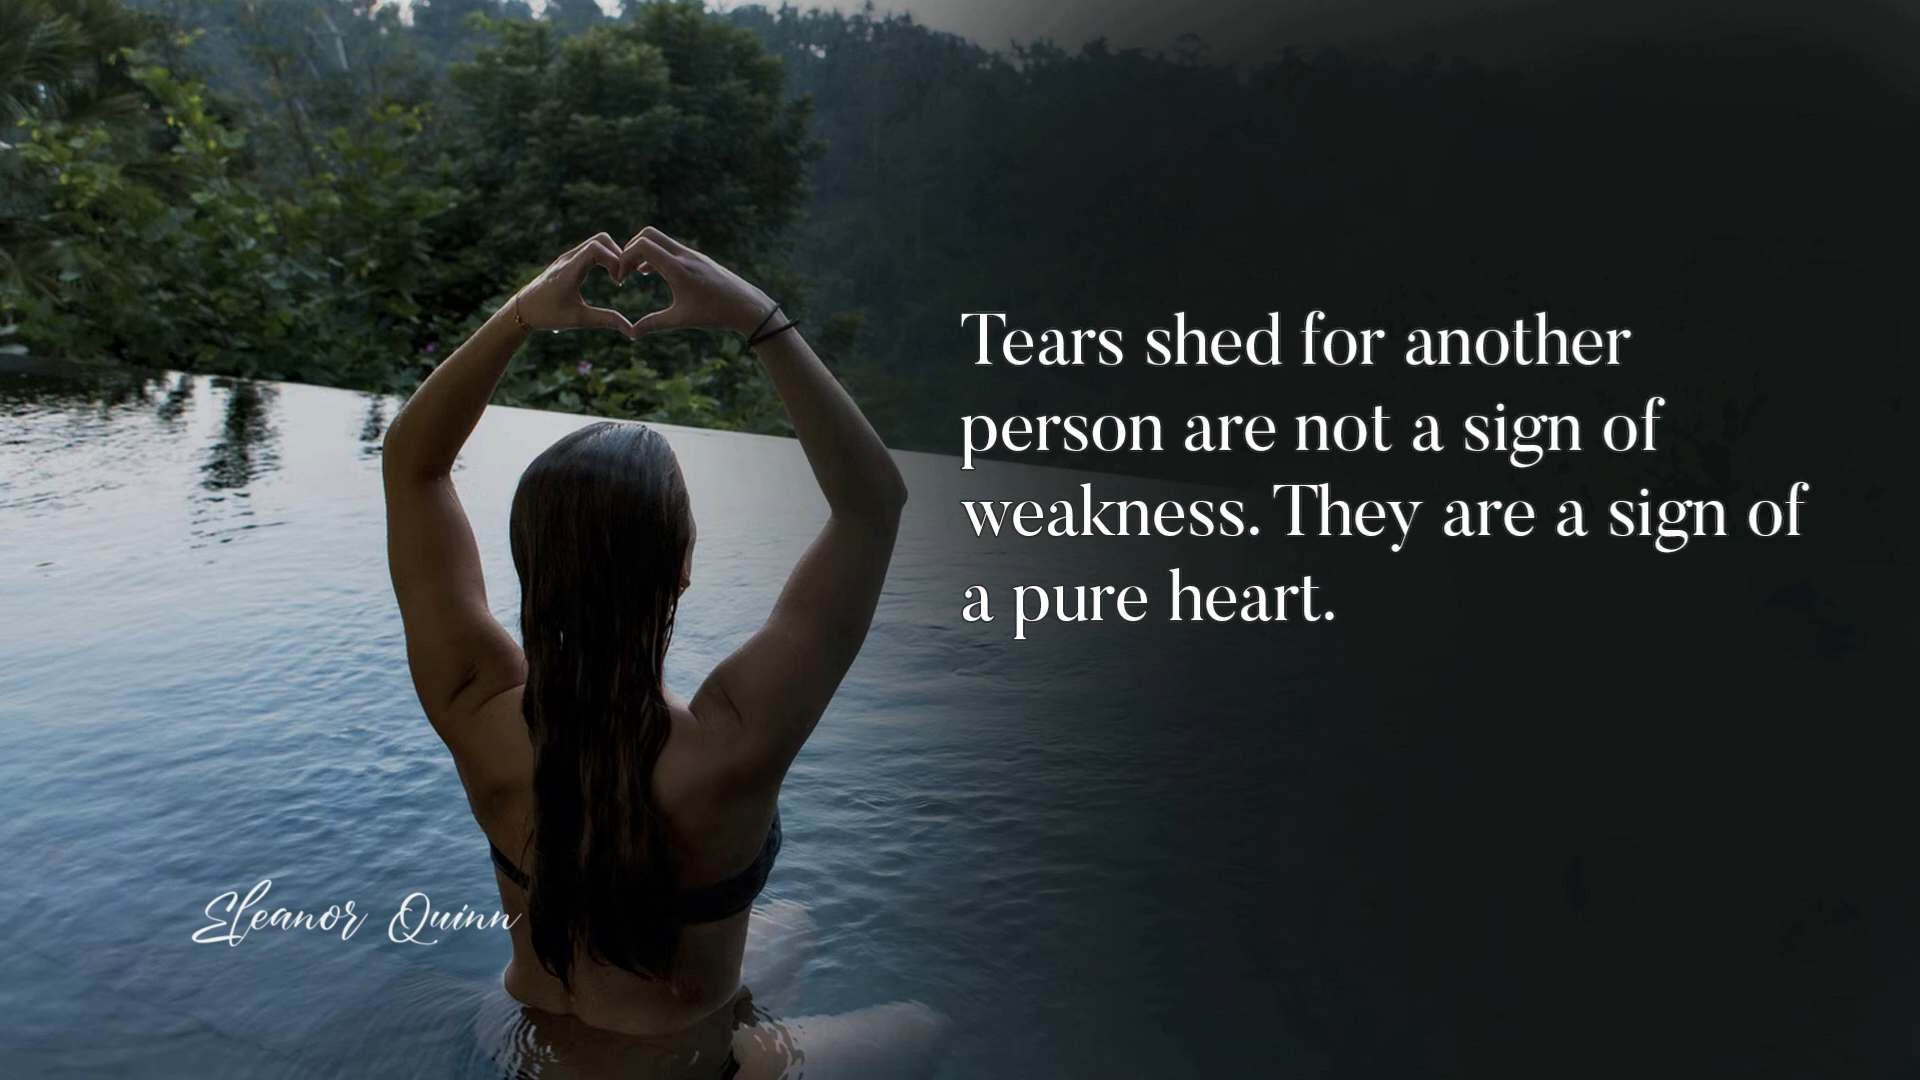 Tears shed for another
person are not a sign of
weakness. They are a sign of
a pure heart.
Eleanor Quinn